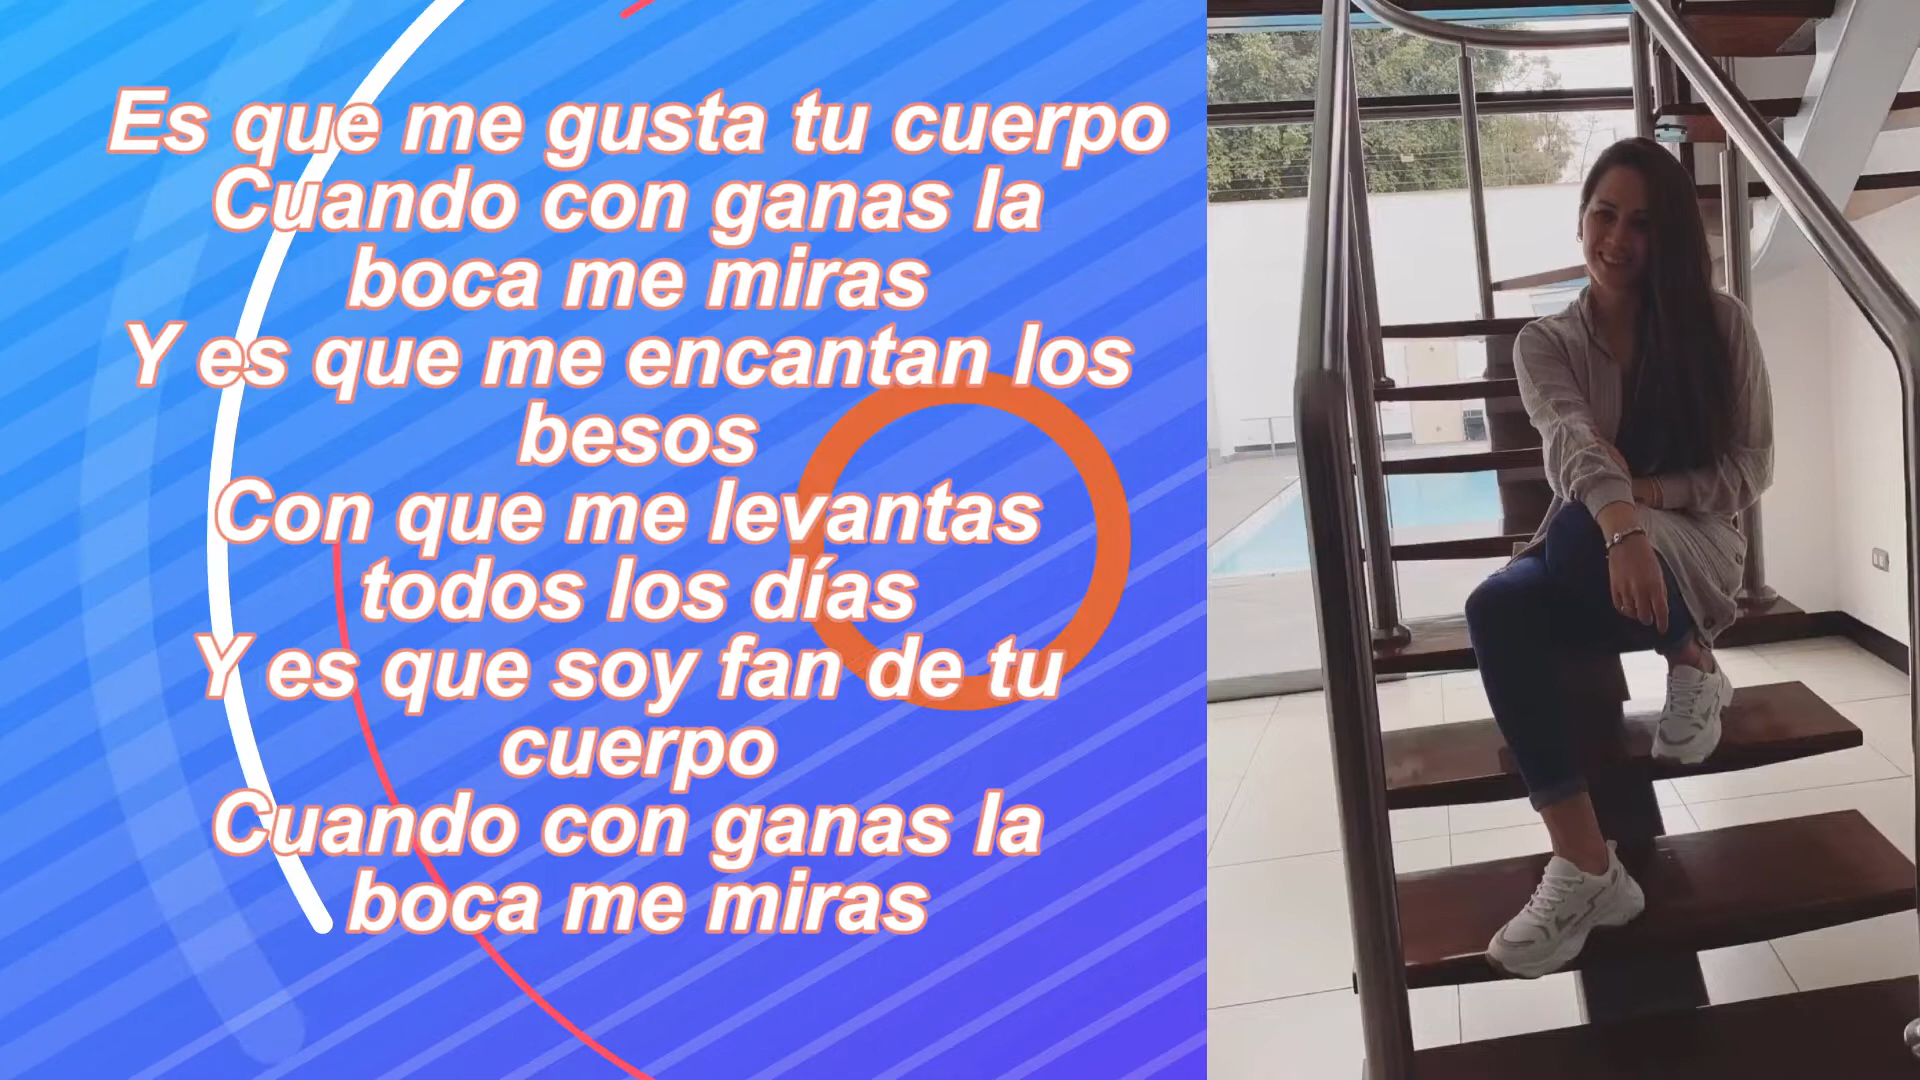 Es que me gusta tu cuerpo
Cuando con ganas la
boca me miras
Y es que me encantan los
besos
Con que me levantas
todos los días
Y es que soy fan de tu
cuerpo
Cuando con ganas la
boca me miras